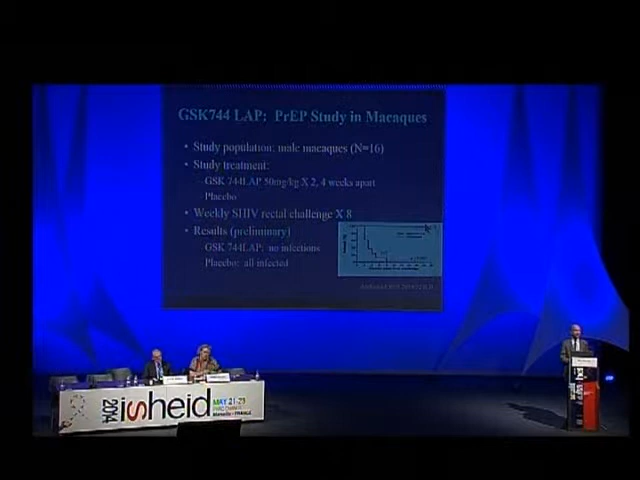 GSK744 LAP: PrEP Study in Macaques
• Study population: male macaques (N=16)
• Study treatment:
GSK 744LAP 50mg/kg X 2, 4 weeks apart
Placebo
• Weekly SHIV rectal challenge X 8
• Results (preliminary)
GSK 744LAP: no infections
Placebo: all infected
2014
isheid
MAY 21-23
FRANCE